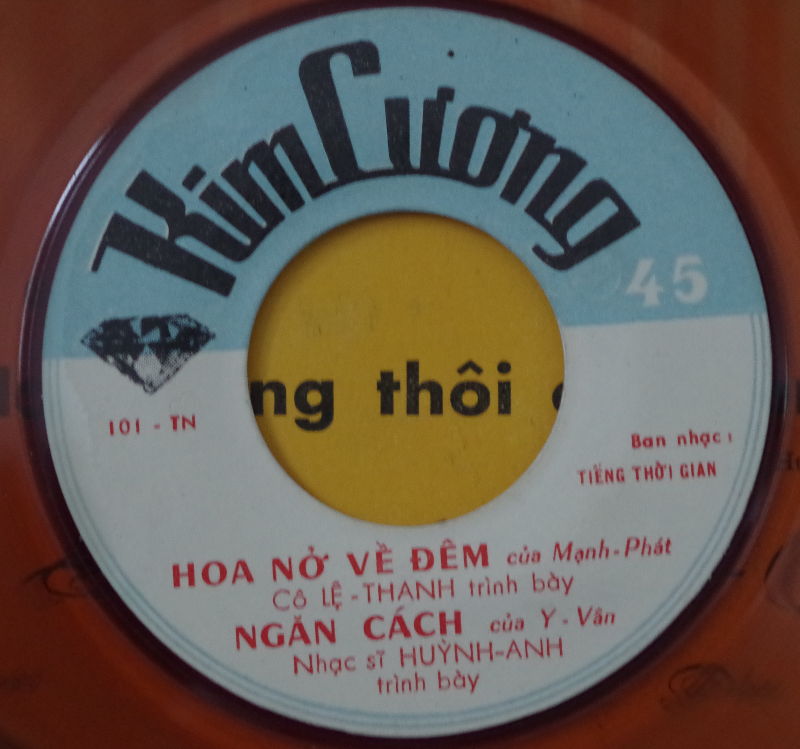 Kim Cương
45
101 - TN
ng thôi
Ban nhạc:
TIẾNG THỜI GIAN
HOA NỞ VỀ ĐÊM của Mạnh-Phát
Cô LỆ-THANH trình bày
NGĂN CÁCH của Y-Vân
Nhạc sĩ HUỲNH-ANH
trình bày